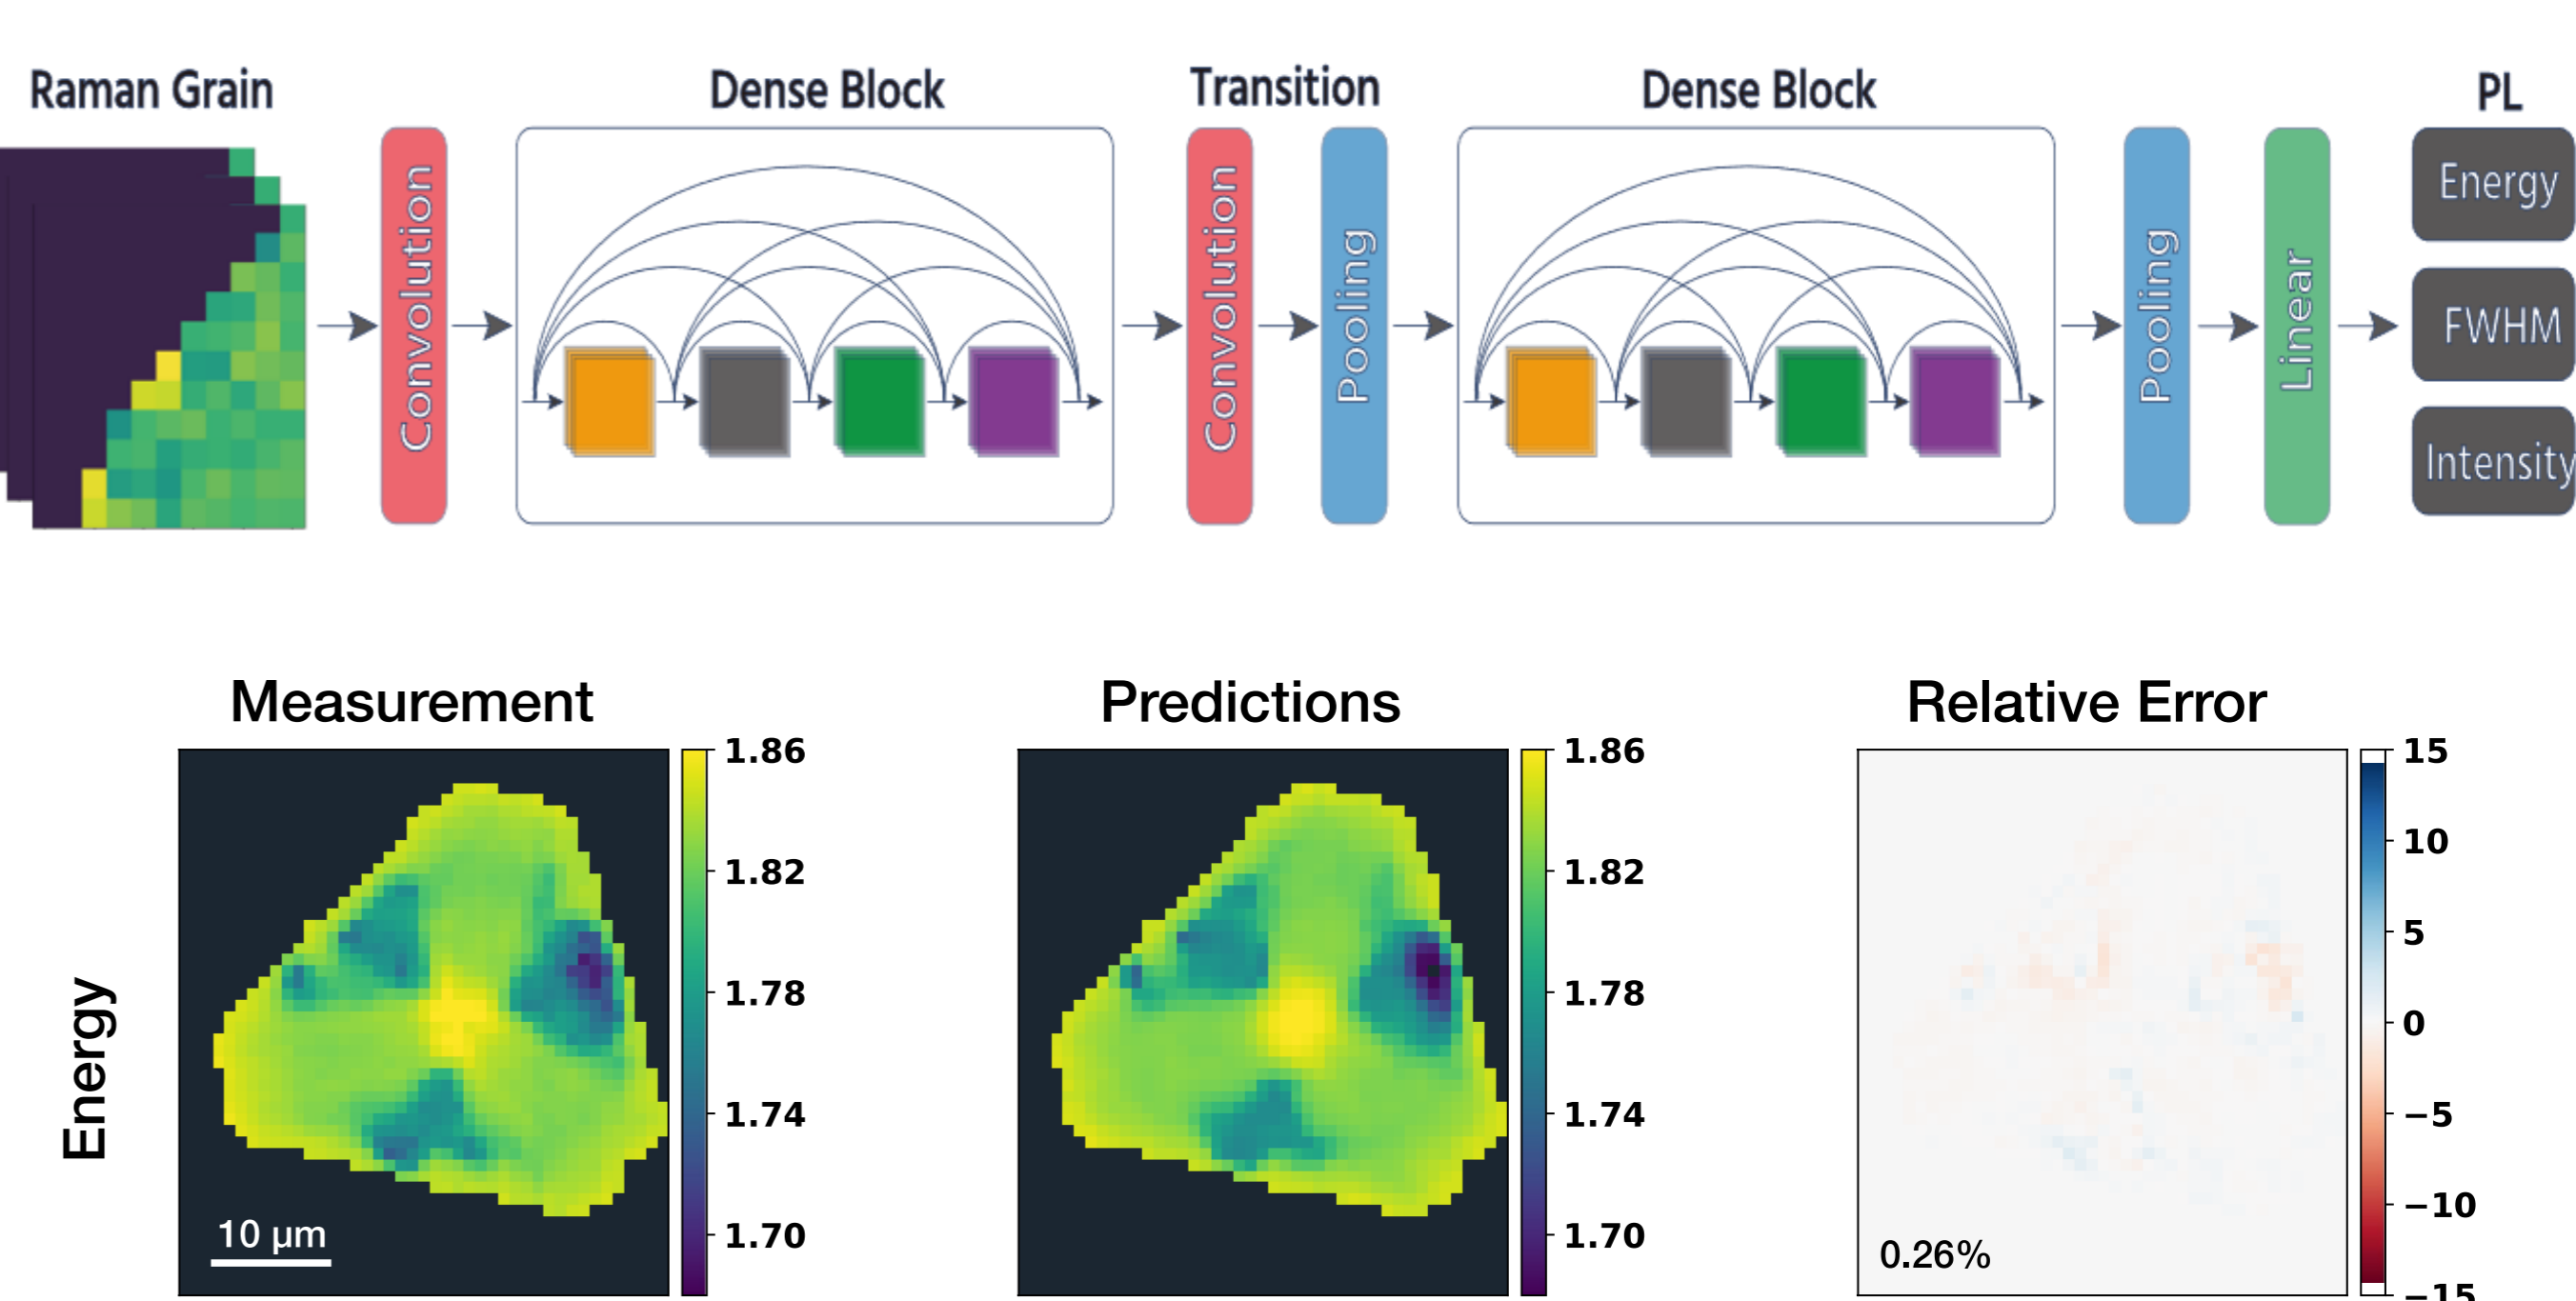 Raman Grain
Dense Block
Transition
Dense Block
PL
Convolution
Convolution
Pooling
Pooling
Linear
Energy
FWHM
Intensity
Measurement
Predictions
Relative Error
Energy
10 µm
1.86
1.82
1.78
1.74
1.70
1.86
1.82
1.78
1.74
1.70
0.26%
15
10
5
0
−5
−10
−15